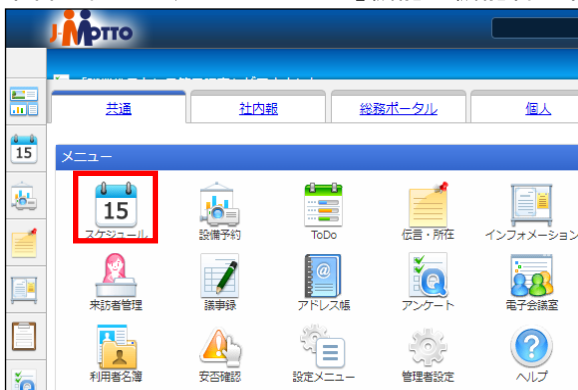 J-MOTTO
共通
社内報
総務ポータル
個人
15
メニュー
15
スケジュール
設備予約
ToDo
伝言・所在
インフォメーション
来訪者管理
議事録
アドレス帳
アンケート
電子会議室
利用者名簿
安否確認
設定メニュー
管理者設定
ヘルプ